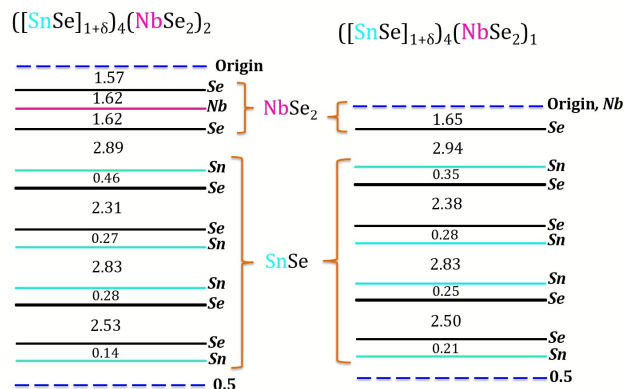 ([SnSe]1+δ)4(NbSe2)2
Origin
1.57
Se
1.62
Nb
1.62
Se
2.89
Sn
0.46
Se
2.31
Se
0.27
Sn
2.83
Sn
0.28
Se
2.53
Se
0.14
Sn
0.5
NbSe2
SnSe
([SnSe]1+δ)4(NbSe2)1
Origin, Nb
1.65
Se
2.94
Sn
0.35
Se
2.38
Se
0.28
Sn
2.83
Sn
0.25
Se
2.50
Se
0.21
Sn
0.5